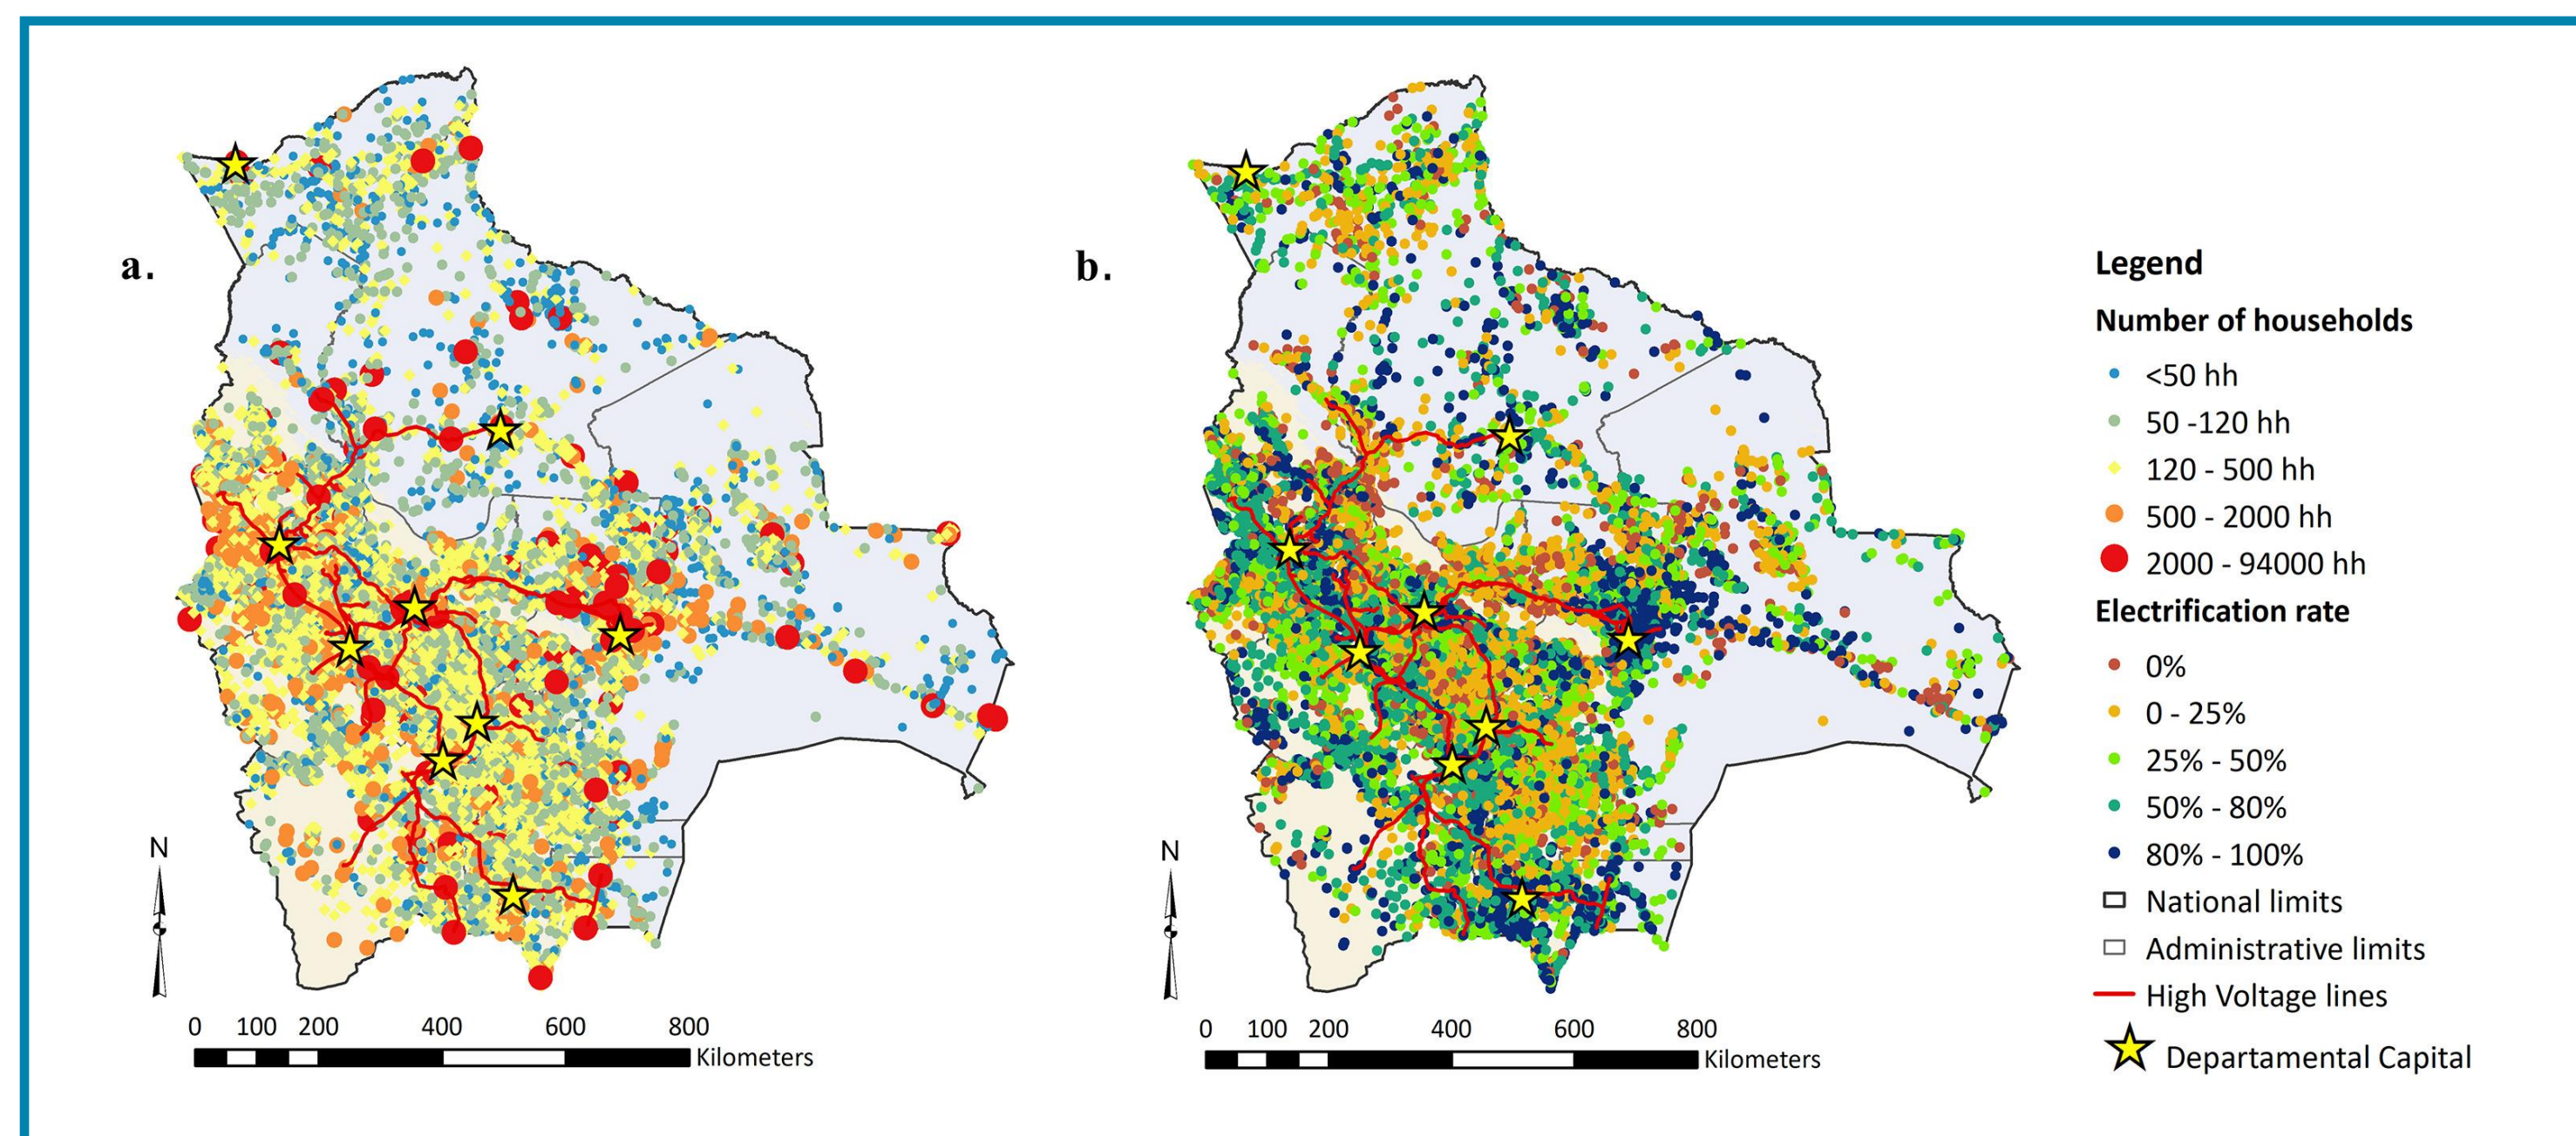 a.
N
0 100 200 400 600 800
Kilometers
b.
N
0 100 200 400 600 800
Kilometers
Legend
Number of households
<50 hh
50 -120 hh
120 - 500 hh
500 - 2000 hh
2000 - 94000 hh
Electrification rate
0%
0 - 25%
25% - 50%
50% - 80%
80% - 100%
National limits
Administrative limits
High Voltage lines
Departamental Capital